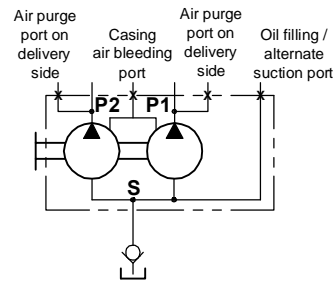 Air purge
port on
delivery
side
Casing
air bleeding
port
Air purge
port on
delivery
side
Oil filling /
alternate
suction port
P2
P1
S